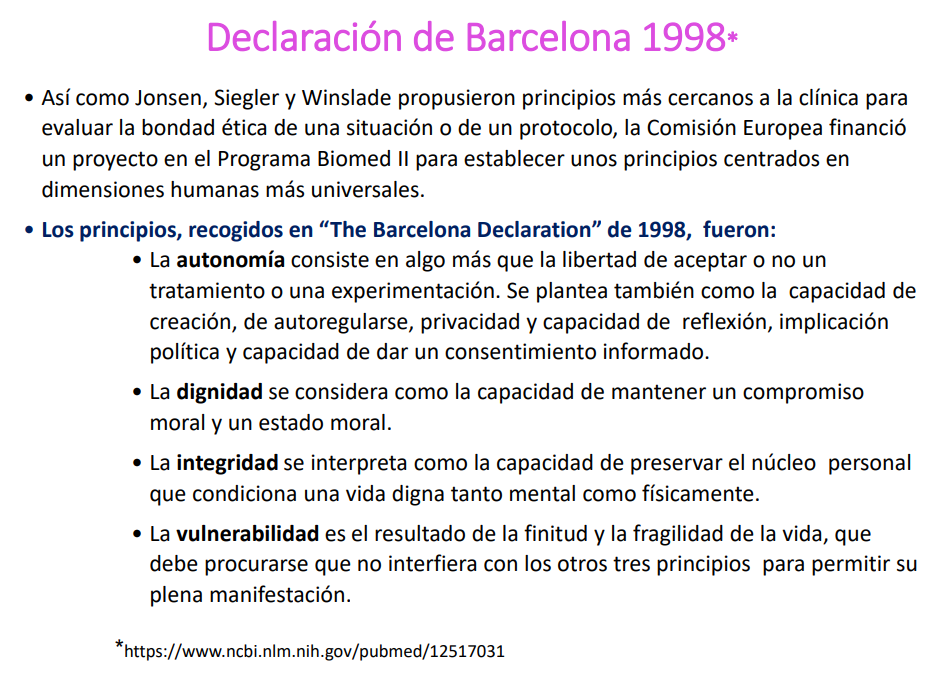 Declaración de Barcelona 1998*
• Así como Jonsen, Siegler y Winslade propusieron principios más cercanos a la clínica para
evaluar la bondad ética de una situación o de un protocolo, la Comisión Europea financió
un proyecto en el Programa Biomed II para establecer unos principios centrados en
dimensiones humanas más universales.
• Los principios, recogidos en “The Barcelona Declaration” de 1998, fueron:
• La autonomía consiste en algo más que la libertad de aceptar o no un
tratamiento o una experimentación. Se plantea también como la capacidad de
creación, de autoregularse, privacidad y capacidad de reflexión, implicación
política y capacidad de dar un consentimiento informado.
• La dignidad se considera como la capacidad de mantener un compromiso
moral y un estado moral.
• La integridad se interpreta como la capacidad de preservar el núcleo personal
que condiciona una vida digna tanto mental como físicamente.
• La vulnerabilidad es el resultado de la finitud y la fragilidad de la vida, que
debe procurarse que no interfiera con los otros tres principios para permitir su
plena manifestación.
*https://www.ncbi.nlm.nih.gov/pubmed/12517031